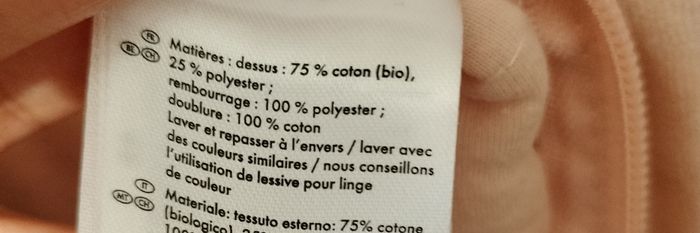 FR
BE CH
Matières : dessus : 75 % coton (bio),
25 % polyester ;
rembourrage : 100 % polyester ;
doublure : 100 % coton
Laver et repasser à l'envers / laver avec
des couleurs similaires / nous conseillons
l'utilisation de lessive pour linge
de couleur
IT
MT CH
Materiale: tessuto esterno: 75% cotone
(biologico),